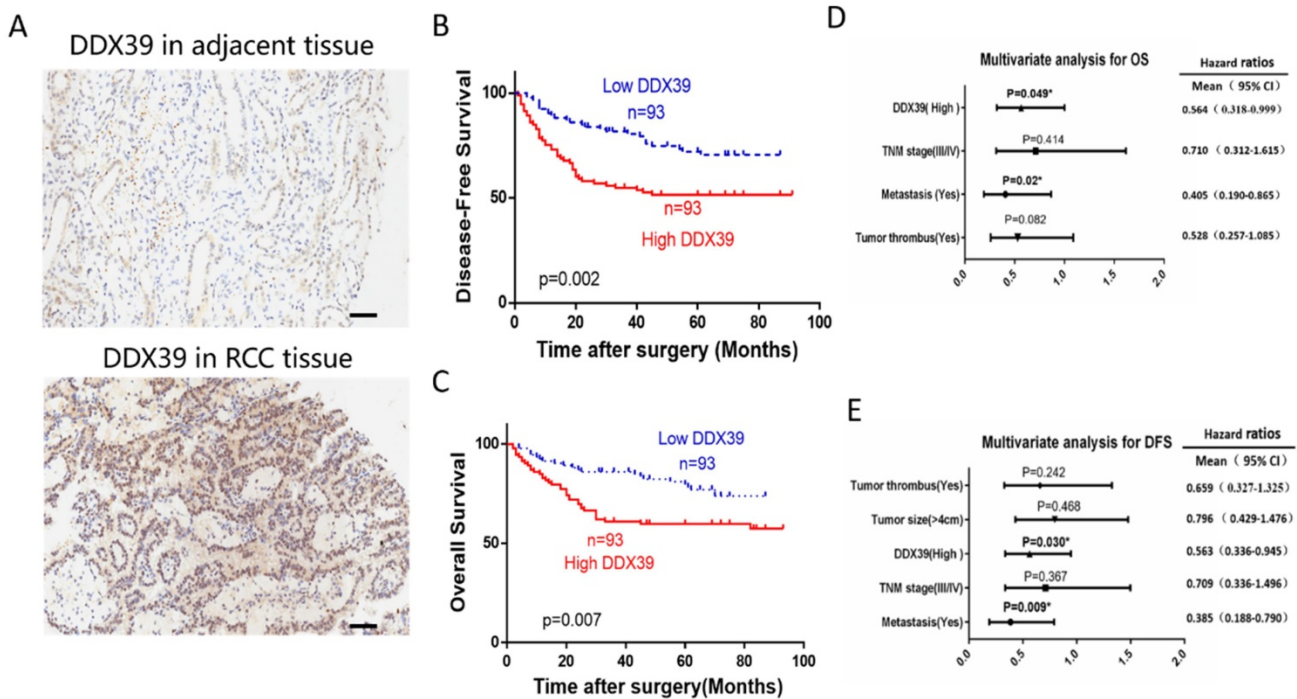 A
DDX39 in adjacent tissue
DDX39 in RCC tissue
B
Disease-Free Survival
100
50
0
Low DDX39
n=93
n=93
High DDX39
p=0.002
0 20 40 60 80 100
Time after surgery (Months)
C
Overall Survival
100
50
0
Low DDX39
n=93
n=93
High DDX39
p=0.007
0 20 40 60 80 100
Time after surgery(Months)
D
Multivariate analysis for OS
Hazard ratios
Mean ( 95% CI )
DDX39( High )
P=0.049*
0.564 (0.318-0.999)
TNM stage(III/IV)
P=0.414
0.710 (0.312-1.615)
Metastasis (Yes)
P=0.02*
0.405 (0.190-0.865)
Tumor thrombus(Yes)
P=0.082
0.528 (0.257-1.085)
0.0 0.5 1.0 1.5 2.0
E
Multivariate analysis for DFS
Hazard ratios
Mean ( 95% CI )
Tumor thrombus(Yes)
P=0.242
0.659 (0.327-1.325)
Tumor size(>4cm)
P=0.468
0.796 (0.429-1.476)
DDX39(High )
P=0.030*
0.563 (0.336-0.945)
TNM stage(III/IV)
P=0.367
0.709 (0.336-1.496)
Metastasis(Yes)
P=0.009*
0.385 (0.188-0.790)
0.0 0.5 1.0 1.5 2.0